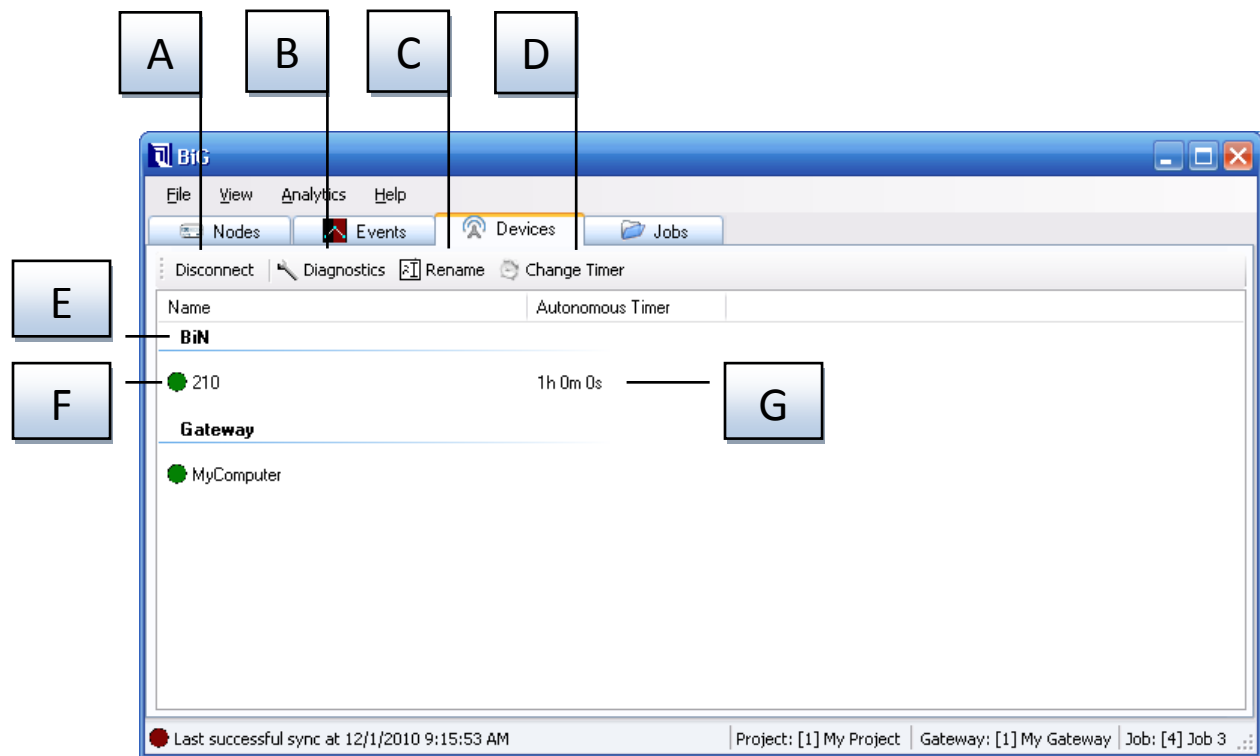 A B C D
BiG
File View Analytics Help
Nodes Events Devices Jobs
Disconnect Diagnostics Rename Change Timer
E
Name Autonomous Timer
BiN
F
210 1h 0m 0s
G
Gateway
MyComputer
Last successful sync at 12/1/2010 9:15:53 AM Project: [1] My Project Gateway: [1] My Gateway Job: [4] Job 3